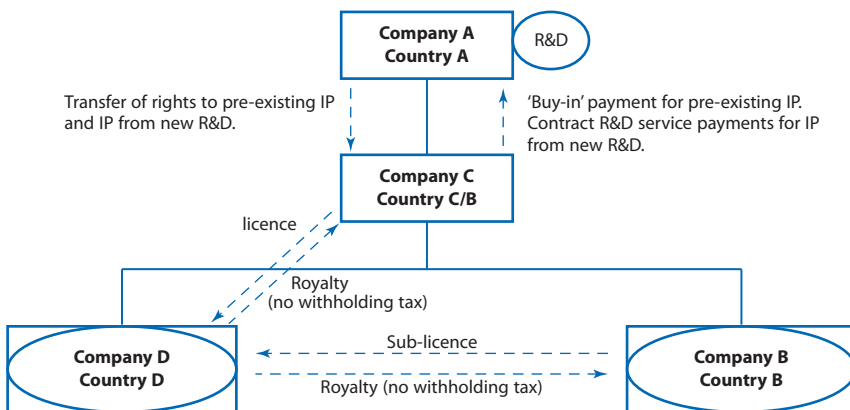 Company A
Country A
R&D
Transfer of rights to pre-existing IP
and IP from new R&D.
‘Buy-in’ payment for pre-existing IP.
Contract R&D service payments for IP
from new R&D.
Company C
Country C/B
licence
Royalty
(no withholding tax)
Company D
Country D
Sub-licence
Royalty (no withholding tax)
Company B
Country B